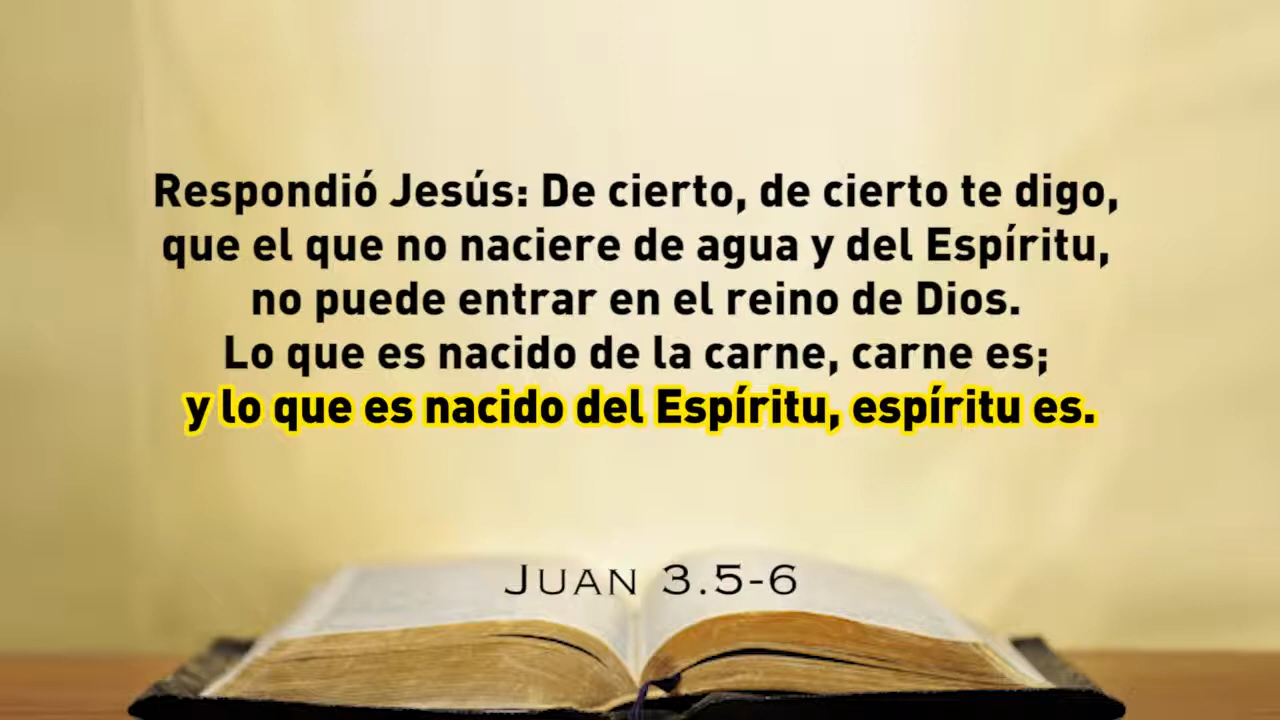 Respondió Jesús: De cierto, de cierto te digo,
que el que no naciere de agua y del Espíritu,
no puede entrar en el reino de Dios.
Lo que es nacido de la carne, carne es;
y lo que es nacido del Espíritu, espíritu es.
Juan 3.5-6